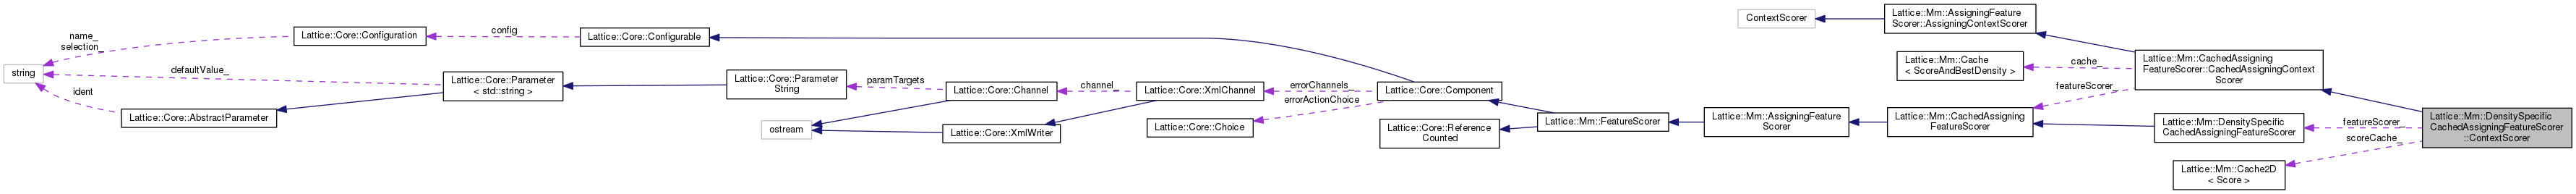 string
name_
selection_
defaultValue_
ident
Lattice::Core::Configuration
config
Lattice::Core::Configurable
Lattice::Core::Parameter
< std::string >
Lattice::Core::AbstractParameter
Lattice::Core::Parameter
String
paramTargets
ostream
Lattice::Core::Channel
channel_
Lattice::Core::XmlChannel
Lattice::Core::XmlWriter
errorChannels_
errorActionChoice
Lattice::Core::Choice
Lattice::Core::Component
Lattice::Core::Reference
Counted
Lattice::Mm::FeatureScorer
Lattice::Mm::AssigningFeature
Scorer
ContextScorer
Lattice::Mm::AssigningFeature
Scorer::AssigningContextScorer
Lattice::Mm::Cache
< ScoreAndBestDensity >
cache_
featureScorer_
Lattice::Mm::CachedAssigning
FeatureScorer
Lattice::Mm::CachedAssigning
FeatureScorer::CachedAssigningContext
Scorer
Lattice::Mm::DensitySpecific
CachedAssigningFeatureScorer
Lattice::Mm::Cache2D
< Score >
featureScorer_
scoreCache_
Lattice::Mm::DensitySpecific
CachedAssigningFeatureScorer
::ContextScorer